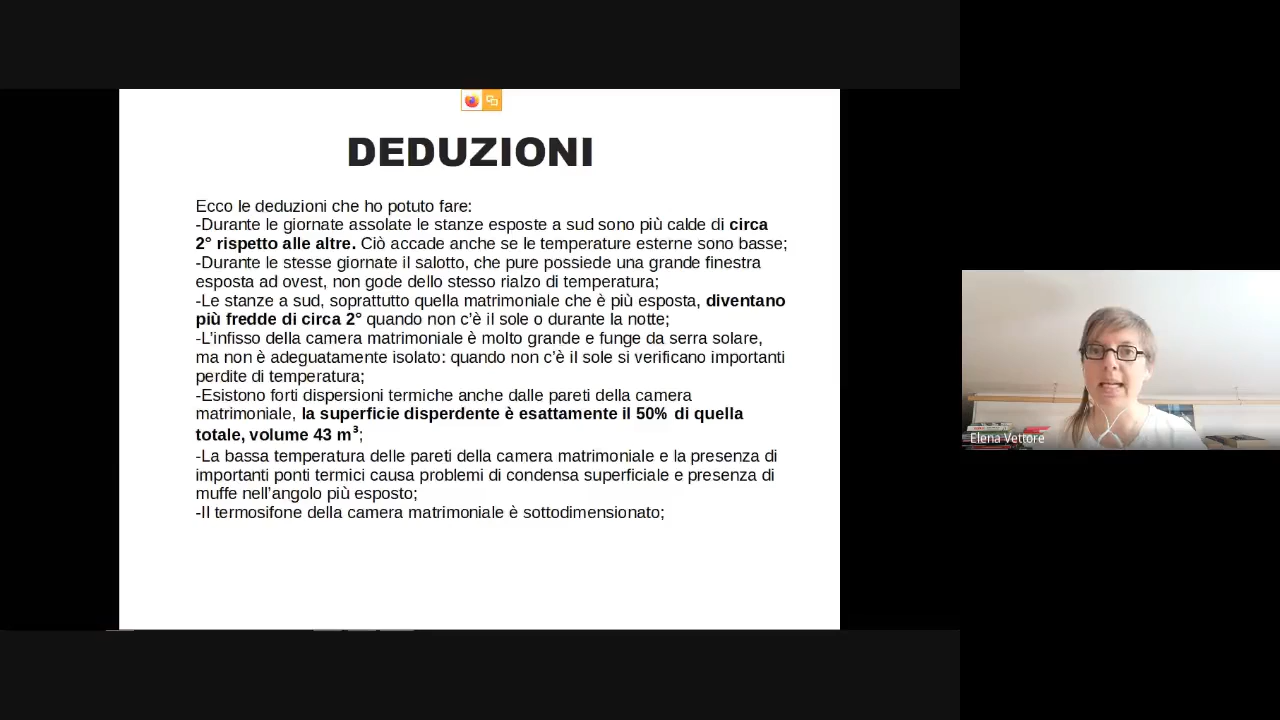 DEDUZIONI
Ecco le deduzioni che ho potuto fare:
-Durante le giornate assolate le stanze esposte a sud sono più calde di circa
2° rispetto alle altre. Ciò accade anche se le temperature esterne sono basse;
-Durante le stesse giornate il salotto, che pure possiede una grande finestra
esposta ad ovest, non gode dello stesso rialzo di temperatura;
-Le stanze a sud, soprattutto quella matrimoniale che è più esposta, diventano
più fredde di circa 2° quando non c'è il sole o durante la notte;
-L'infisso della camera matrimoniale è molto grande e funge da serra solare,
ma non è adeguatamente isolato: quando non c'è il sole si verificano importanti
perdite di temperatura;
-Esistono forti dispersioni termiche anche dalle pareti della camera
matrimoniale, la superficie disperdente è esattamente il 50% di quella
totale, volume 43 m³;
-La bassa temperatura delle pareti della camera matrimoniale e la presenza di
importanti ponti termici causa problemi di condensa superficiale e presenza di
muffe nell'angolo più esposto;
-Il termosifone della camera matrimoniale è sottodimensionato;
Elena Vettore